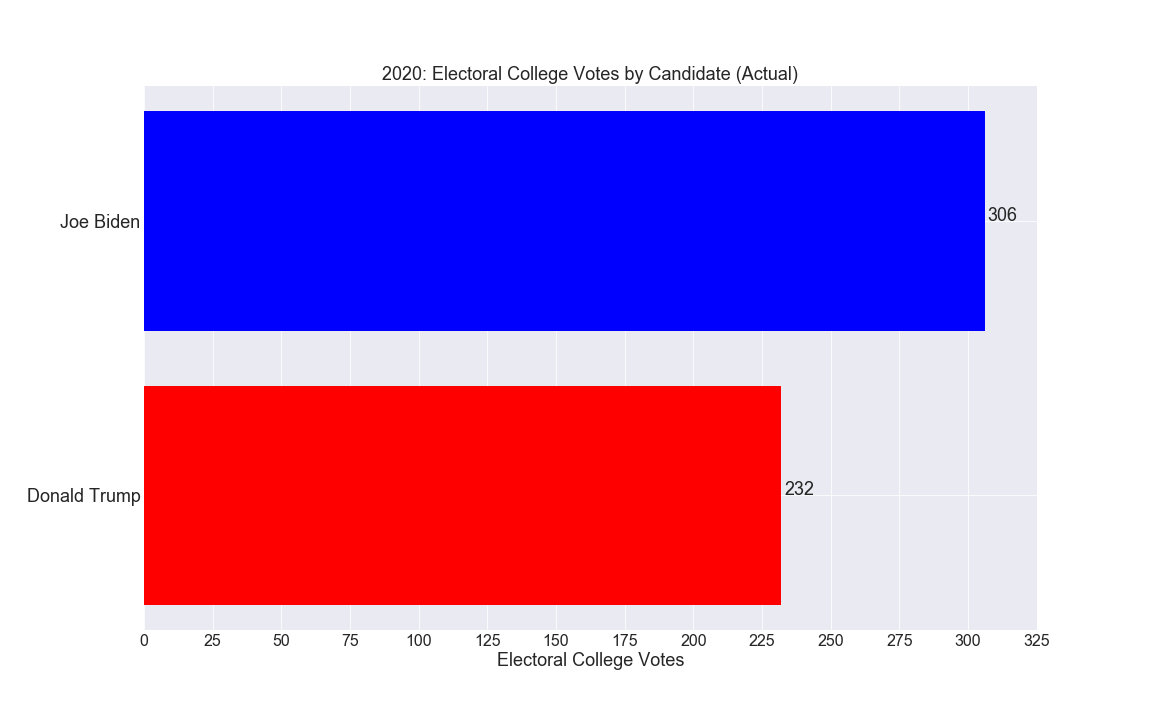 2020: Electoral College Votes by Candidate (Actual)
Joe Biden
306
Donald Trump
232
0 25 50 75 100 125 150 175 200 225 250 275 300 325
Electoral College Votes